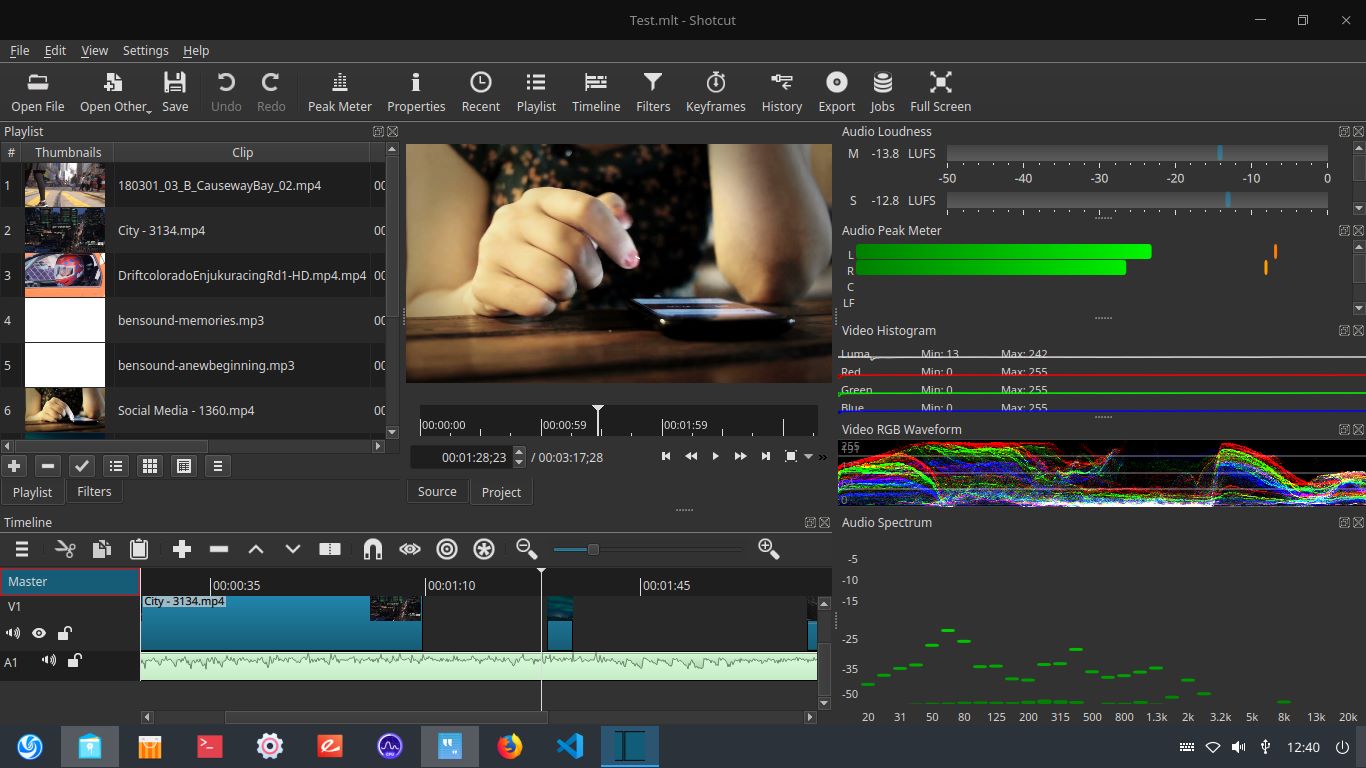 Test.mlt - Shotcut
File Edit View Settings Help
Open File Open Other Save Undo Redo Peak Meter Properties Recent Playlist Timeline Filters Keyframes History Export Jobs Full Screen
Playlist
# Thumbnails Clip
1 180301_03_B_CausewayBay_02.mp4 00
2 City - 3134.mp4 00
3 DriftcoloradoEnjukuracingRd1-HD.mp4.mp4 00
4 bensound-memories.mp3 00
5 bensound-anewbeginning.mp3 00
6 Social Media - 1360.mp4 00
Playlist Filters
00:00:00 00:00:59 00:01:59
00:01:28;23 / 00:03:17;28
Source Project
Audio Loudness
M -13.8 LUFS
-50 -40 -30 -20 -10 0
S -12.8 LUFS
Audio Peak Meter
L
R
C
LF
Video Histogram
Luma Min: 13 Max: 242
Red Min: 0 Max: 255
Green Min: 0 Max: 255
Blue Min: 0 Max: 255
Video RGB Waveform
255
0
Timeline
Master
00:00:35 00:01:10 00:01:45
V1
City - 3134.mp4
A1
Audio Spectrum
-5
-10
-15
-25
-35
-50
20 31 50 80 125 200 315 500 800 1.3k 2k 3.2k 5k 8k 13k 20k
CPU
12:40